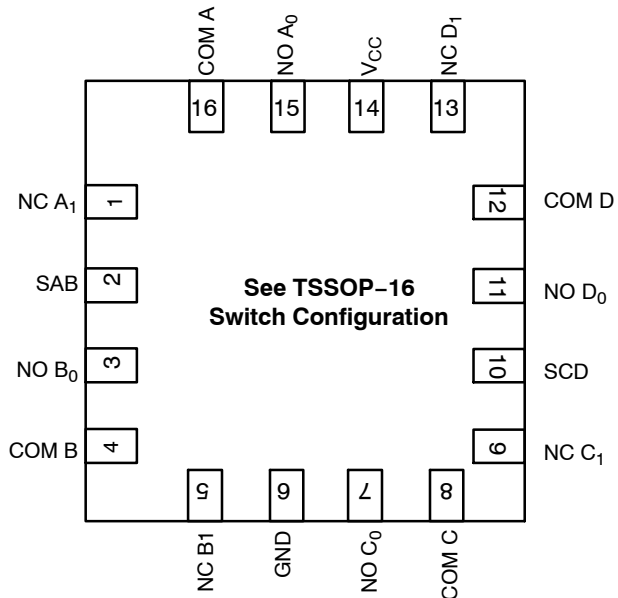 COM A
NO A₀
V_CC
NC D₁
16
15
14
13
NC A₁
1
12
COM D
SAB
2
See TSSOP–16
Switch Configuration
11
NO D₀
NO B₀
3
10
SCD
COM B
4
9
NC C₁
5
6
7
8
NC B1
GND
NO C₀
COM C